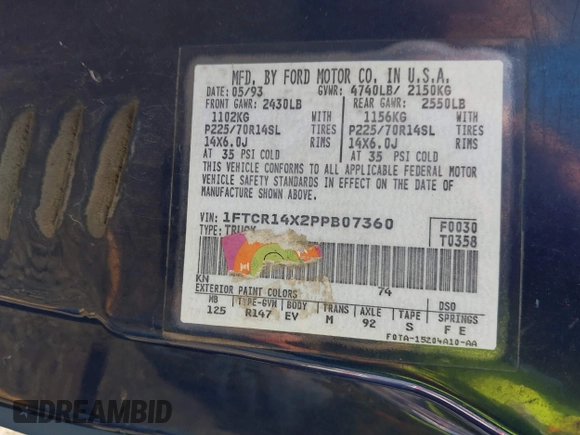 MFD. BY FORD MOTOR CO. IN U.S.A.
DATE: 05/93 GVWR: 4740LB/ 2150KG
FRONT GAWR: 2430LB REAR GAWR: 2550LB
1102KG WITH 1156KG WITH
P225/70R14SL TIRES P225/70R14SL TIRES
14X6.0J RIMS 14X6.0J RIMS
AT 35 PSI COLD AT 35 PSI COLD
THIS VEHICLE CONFORMS TO ALL APPLICABLE FEDERAL MOTOR
VEHICLE SAFETY STANDARDS IN EFFECT ON THE DATE OF
MANUFACTURE SHOWN ABOVE.
VIN: 1FTCR14X2PPB07360 F0030
TYPE: TRUCK T0358
KN 74
EXTERIOR PAINT COLORS DSO
WB TYPE-GVW BODY TRANS AXLE TAPE SPRINGS
125 R147 EV M 92 S F E
F0TA-15204A10-AA
DREAMBID